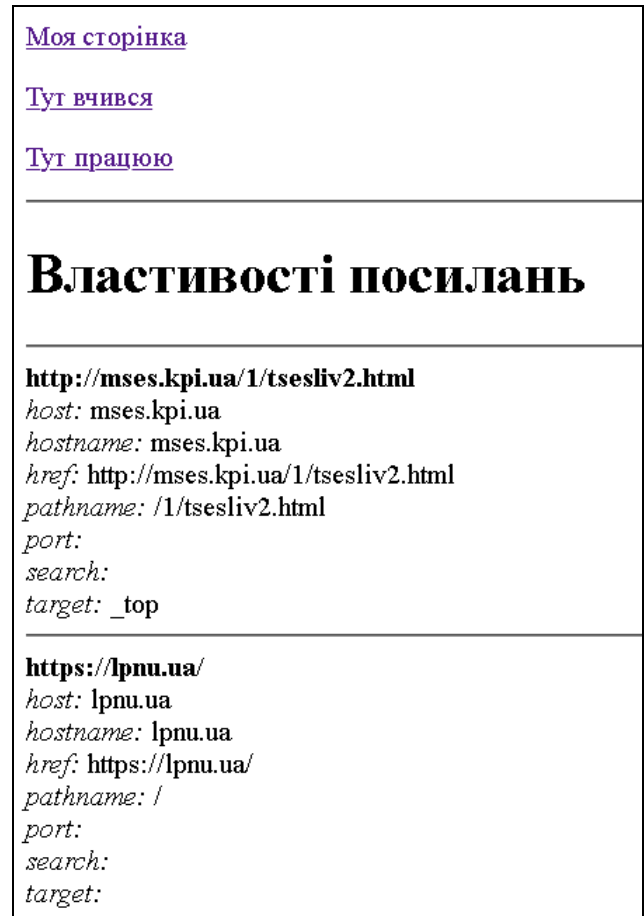 Моя сторінка
Тут вчився
Тут працюю
Властивості посилань
http://mses.kpi.ua/1/tsesliv2.html
host: mses.kpi.ua
hostname: mses.kpi.ua
href: http://mses.kpi.ua/1/tsesliv2.html
pathname: /1/tsesliv2.html
port:
search:
target: _top
https://lpnu.ua/
host: lpnu.ua
hostname: lpnu.ua
href: https://lpnu.ua/
pathname: /
port:
search:
target: